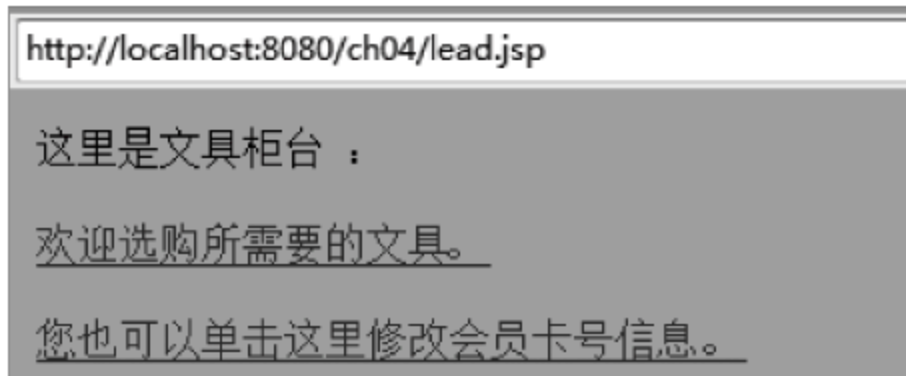 http://localhost:8080/ch04/lead.jsp
这里是文具柜台 ：
欢迎选购所需要的文具。
您也可以单击这里修改会员卡号信息。